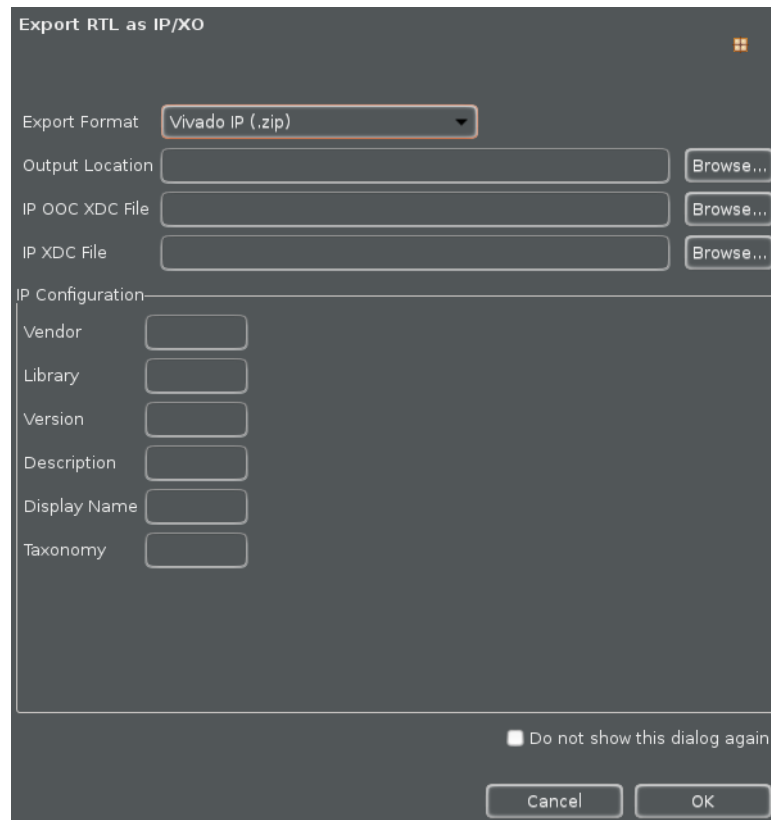 Export RTL as IP/XO
Export Format Vivado IP (.zip)
Output Location Browse...
IP OOC XDC File Browse...
IP XDC File Browse...
IP Configuration
Vendor
Library
Version
Description
Display Name
Taxonomy
Do not show this dialog again
Cancel OK